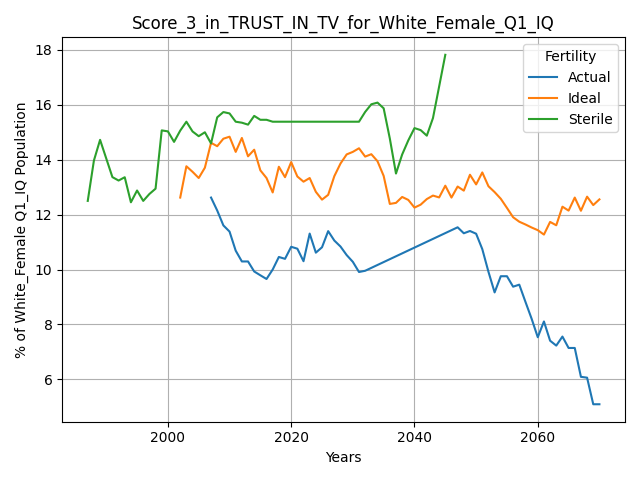 Score_3_in_TRUST_IN_TV_for_White_Female_Q1_IQ
% of White_Female Q1_IQ Population
18
16
14
12
10
8
6
Fertility
Actual
Ideal
Sterile
2000
2020
2040
2060
Years